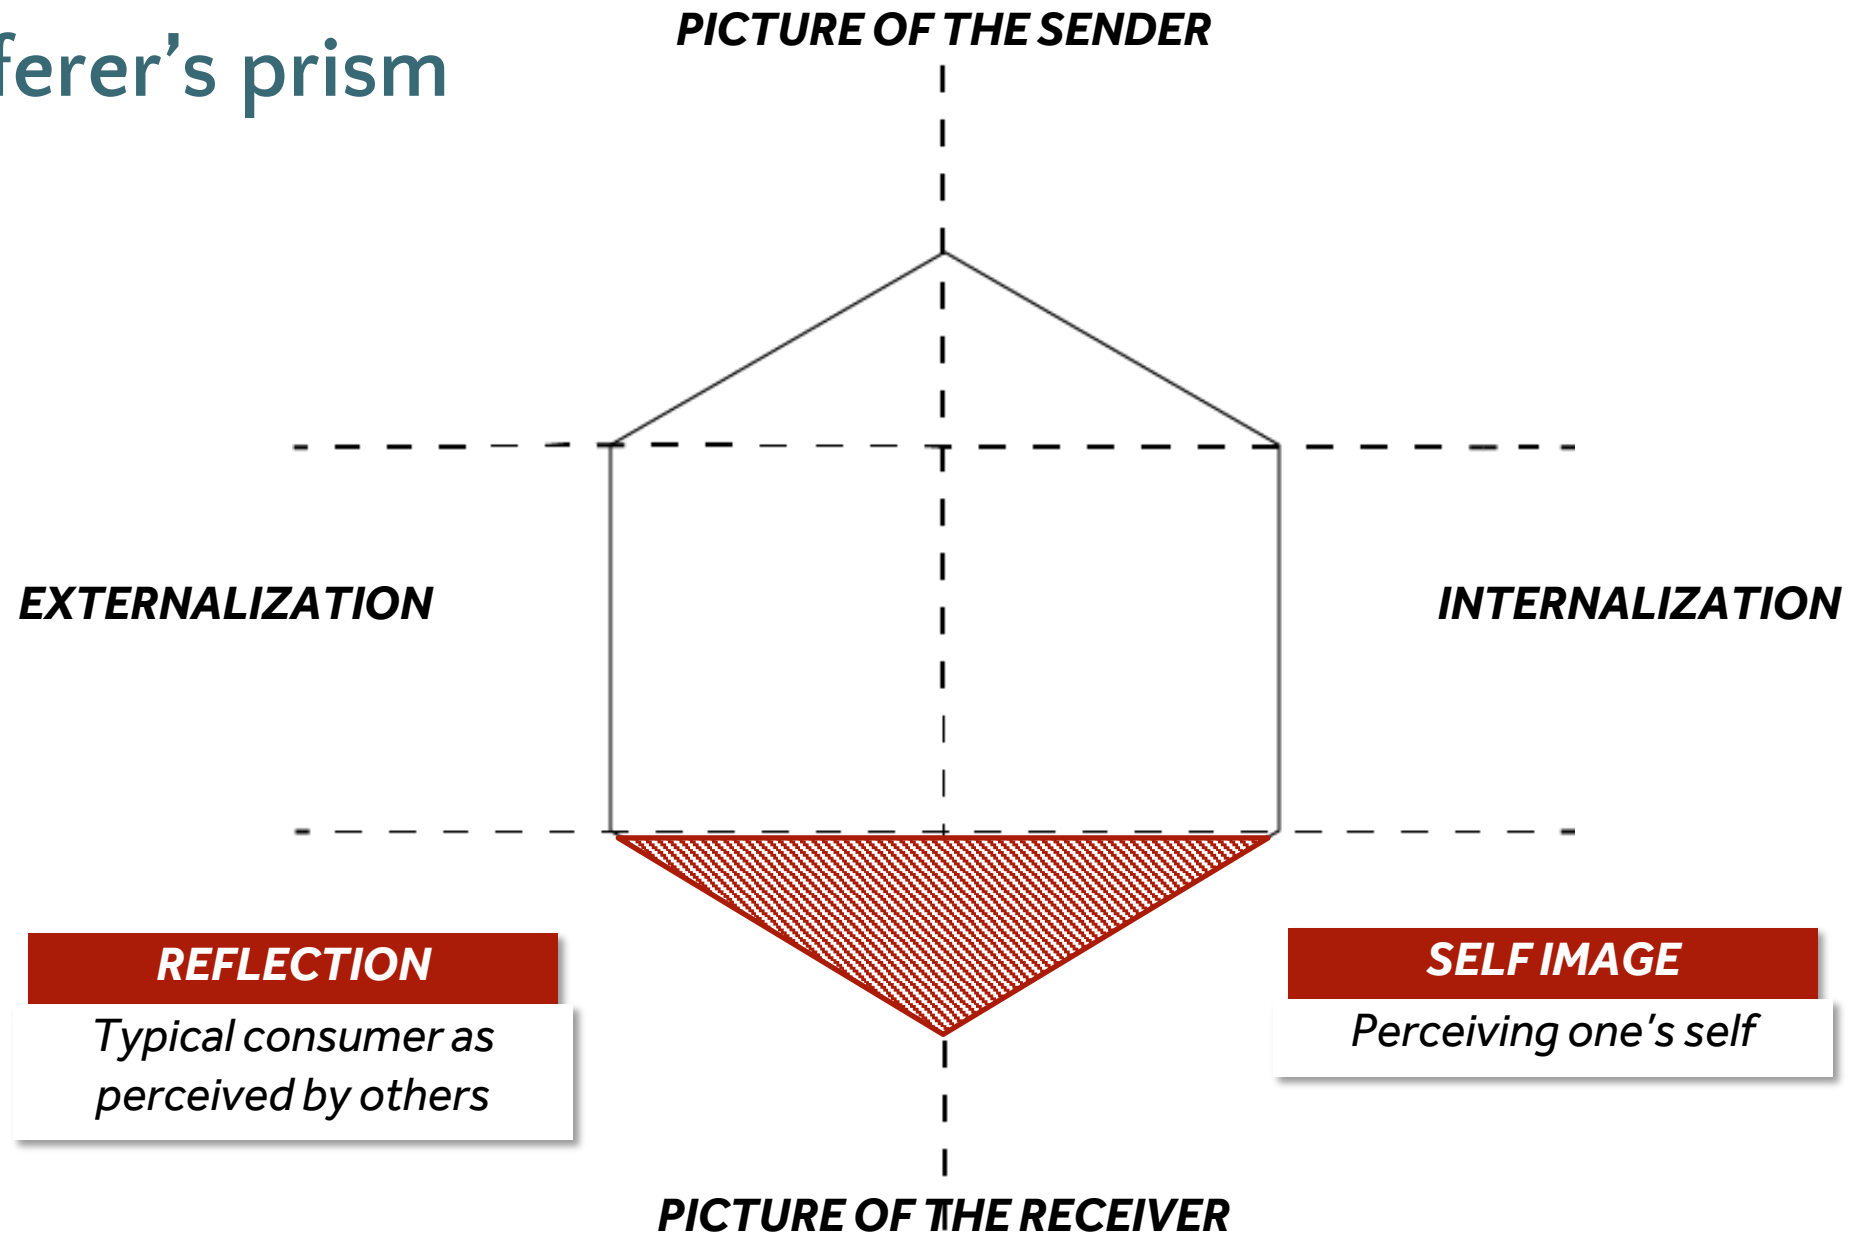 PICTURE OF THE SENDER
ferer's prism
EXTERNALIZATION
INTERNALIZATION
REFLECTION
Typical consumer as
perceived by others
SELF IMAGE
Perceiving one's self
PICTURE OF THE RECEIVER